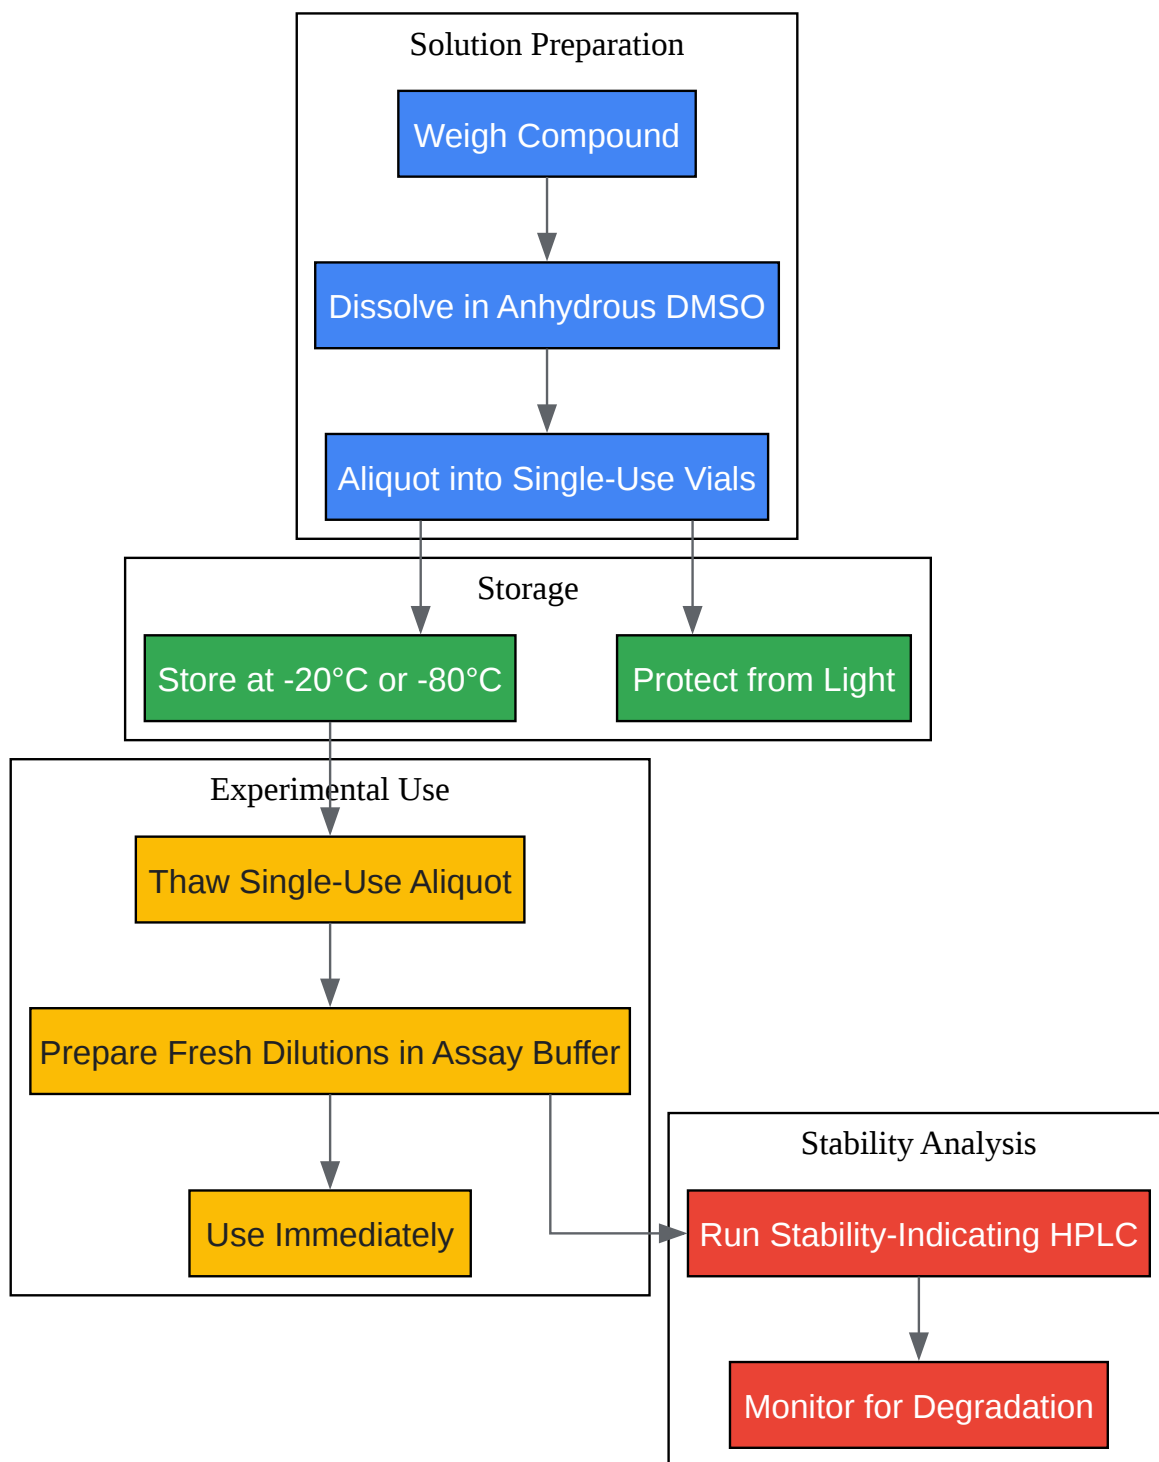 Solution Preparation
Weigh Compound
Dissolve in Anhydrous DMSO
Aliquot into Single-Use Vials
Storage
Store at -20°C or -80°C
Protect from Light
Experimental Use
Thaw Single-Use Aliquot
Prepare Fresh Dilutions in Assay Buffer
Use Immediately
Stability Analysis
Run Stability-Indicating HPLC
Monitor for Degradation